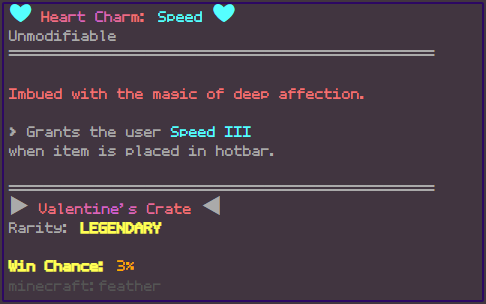 Heart Charm: Speed
Unmodifiable
Imbued with the magic of deep affection.
> Grants the user Speed III
when item is placed in hotbar.
Valentine's Crate
Rarity: LEGENDARY
Win Chance: 3%
minecraft:feather